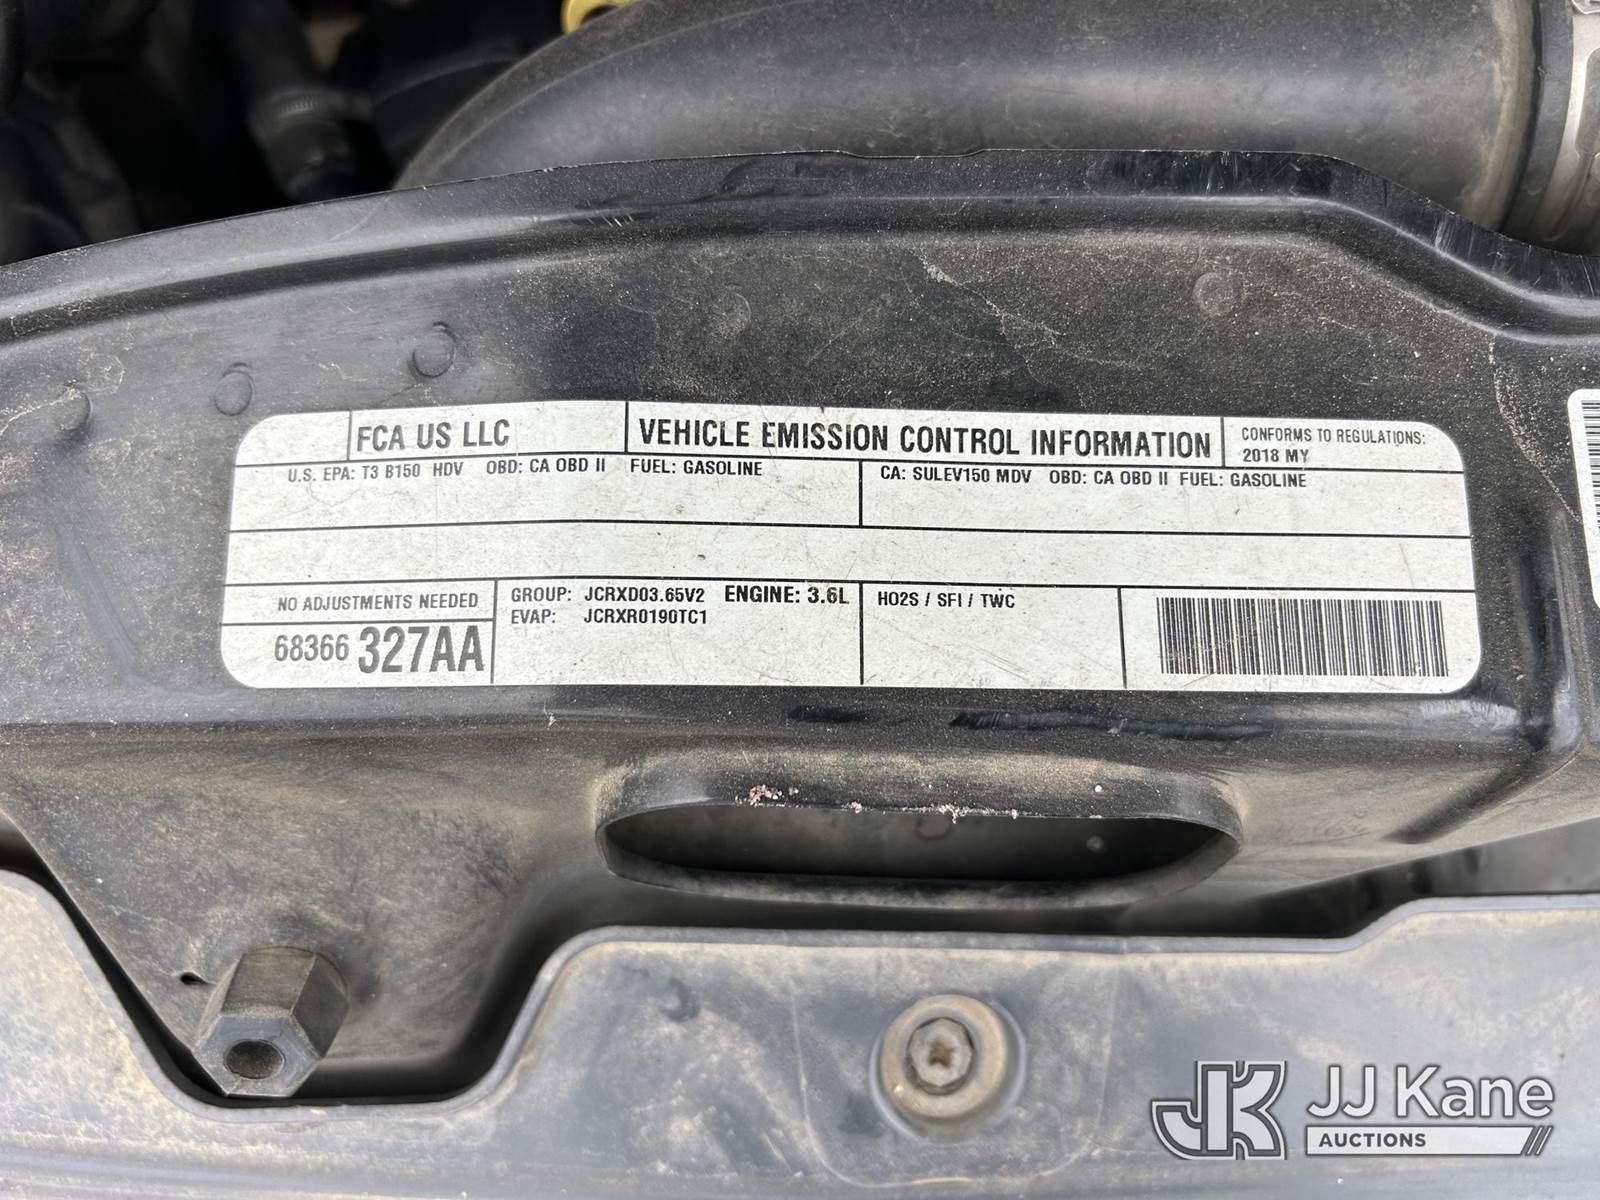 FCA US LLC
VEHICLE EMISSION CONTROL INFORMATION
CONFORMS TO REGULATIONS:
2018 MY
U.S. EPA: T3 B150 HDV OBD: CA OBD II FUEL: GASOLINE
CA: SULEV150 MDV OBD: CA OBD II FUEL: GASOLINE
NO ADJUSTMENTS NEEDED
68366 327AA
GROUP: JCRXD03.65V2 ENGINE: 3.6L
EVAP: JCRXR0190TC1
HO2S / SFI / TWC
JK JJ Kane
AUCTIONS